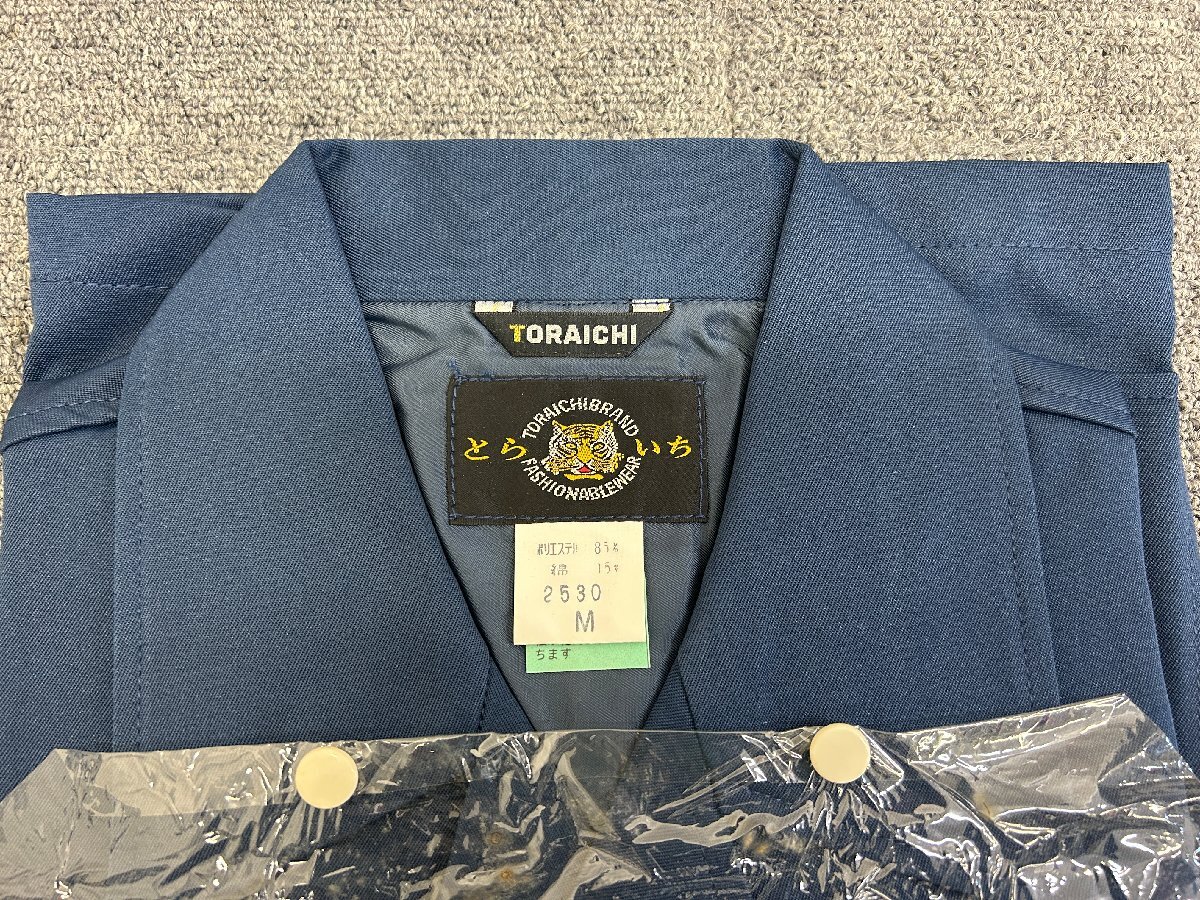 TORAICHI
TORAICHIBRAND
とら いち
FASHIONABLEWEAR
ポリエステル 85%
綿 15%
2530
M
ちます